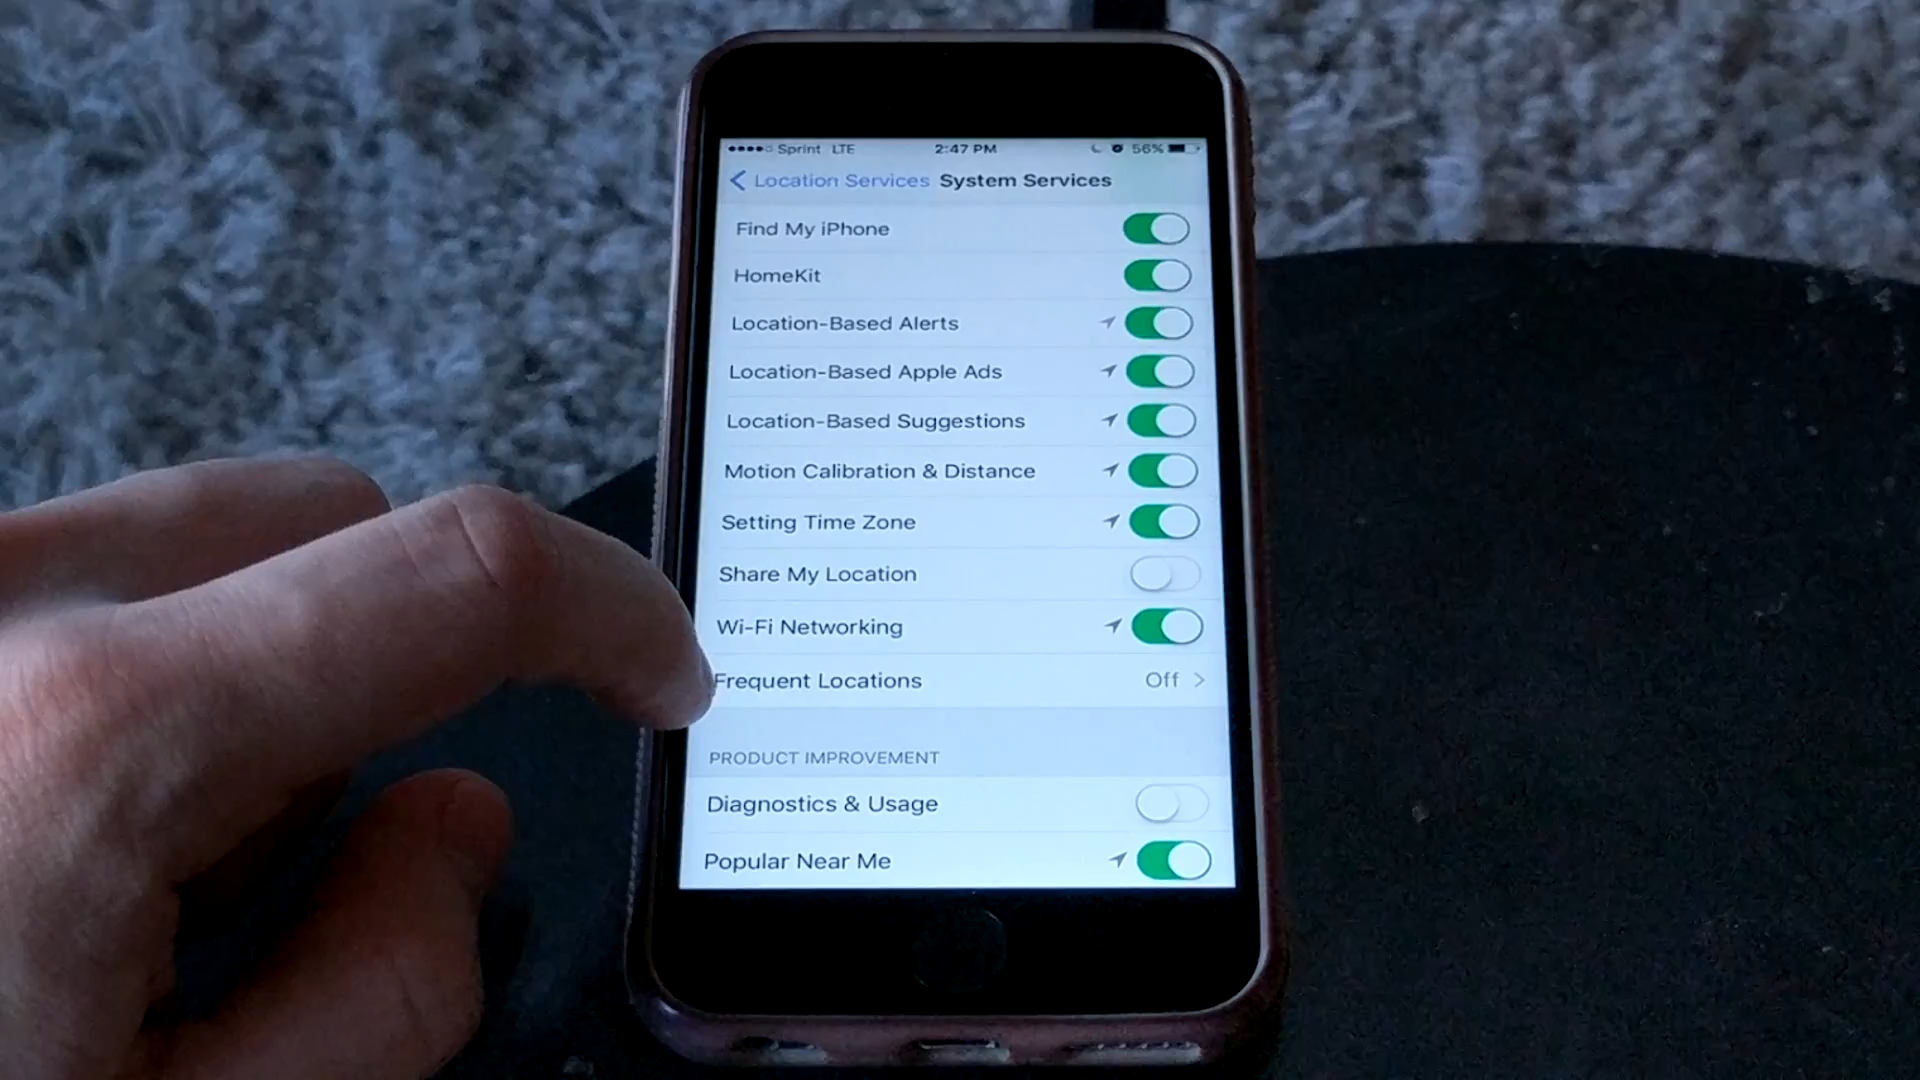 Sprint LTE 2:47 PM 56%
Location Services System Services
Find My iPhone
HomeKit
Location-Based Alerts
Location-Based Apple Ads
Location-Based Suggestions
Motion Calibration & Distance
Setting Time Zone
Share My Location
Wi-Fi Networking
Frequent Locations Off
PRODUCT IMPROVEMENT
Diagnostics & Usage
Popular Near Me